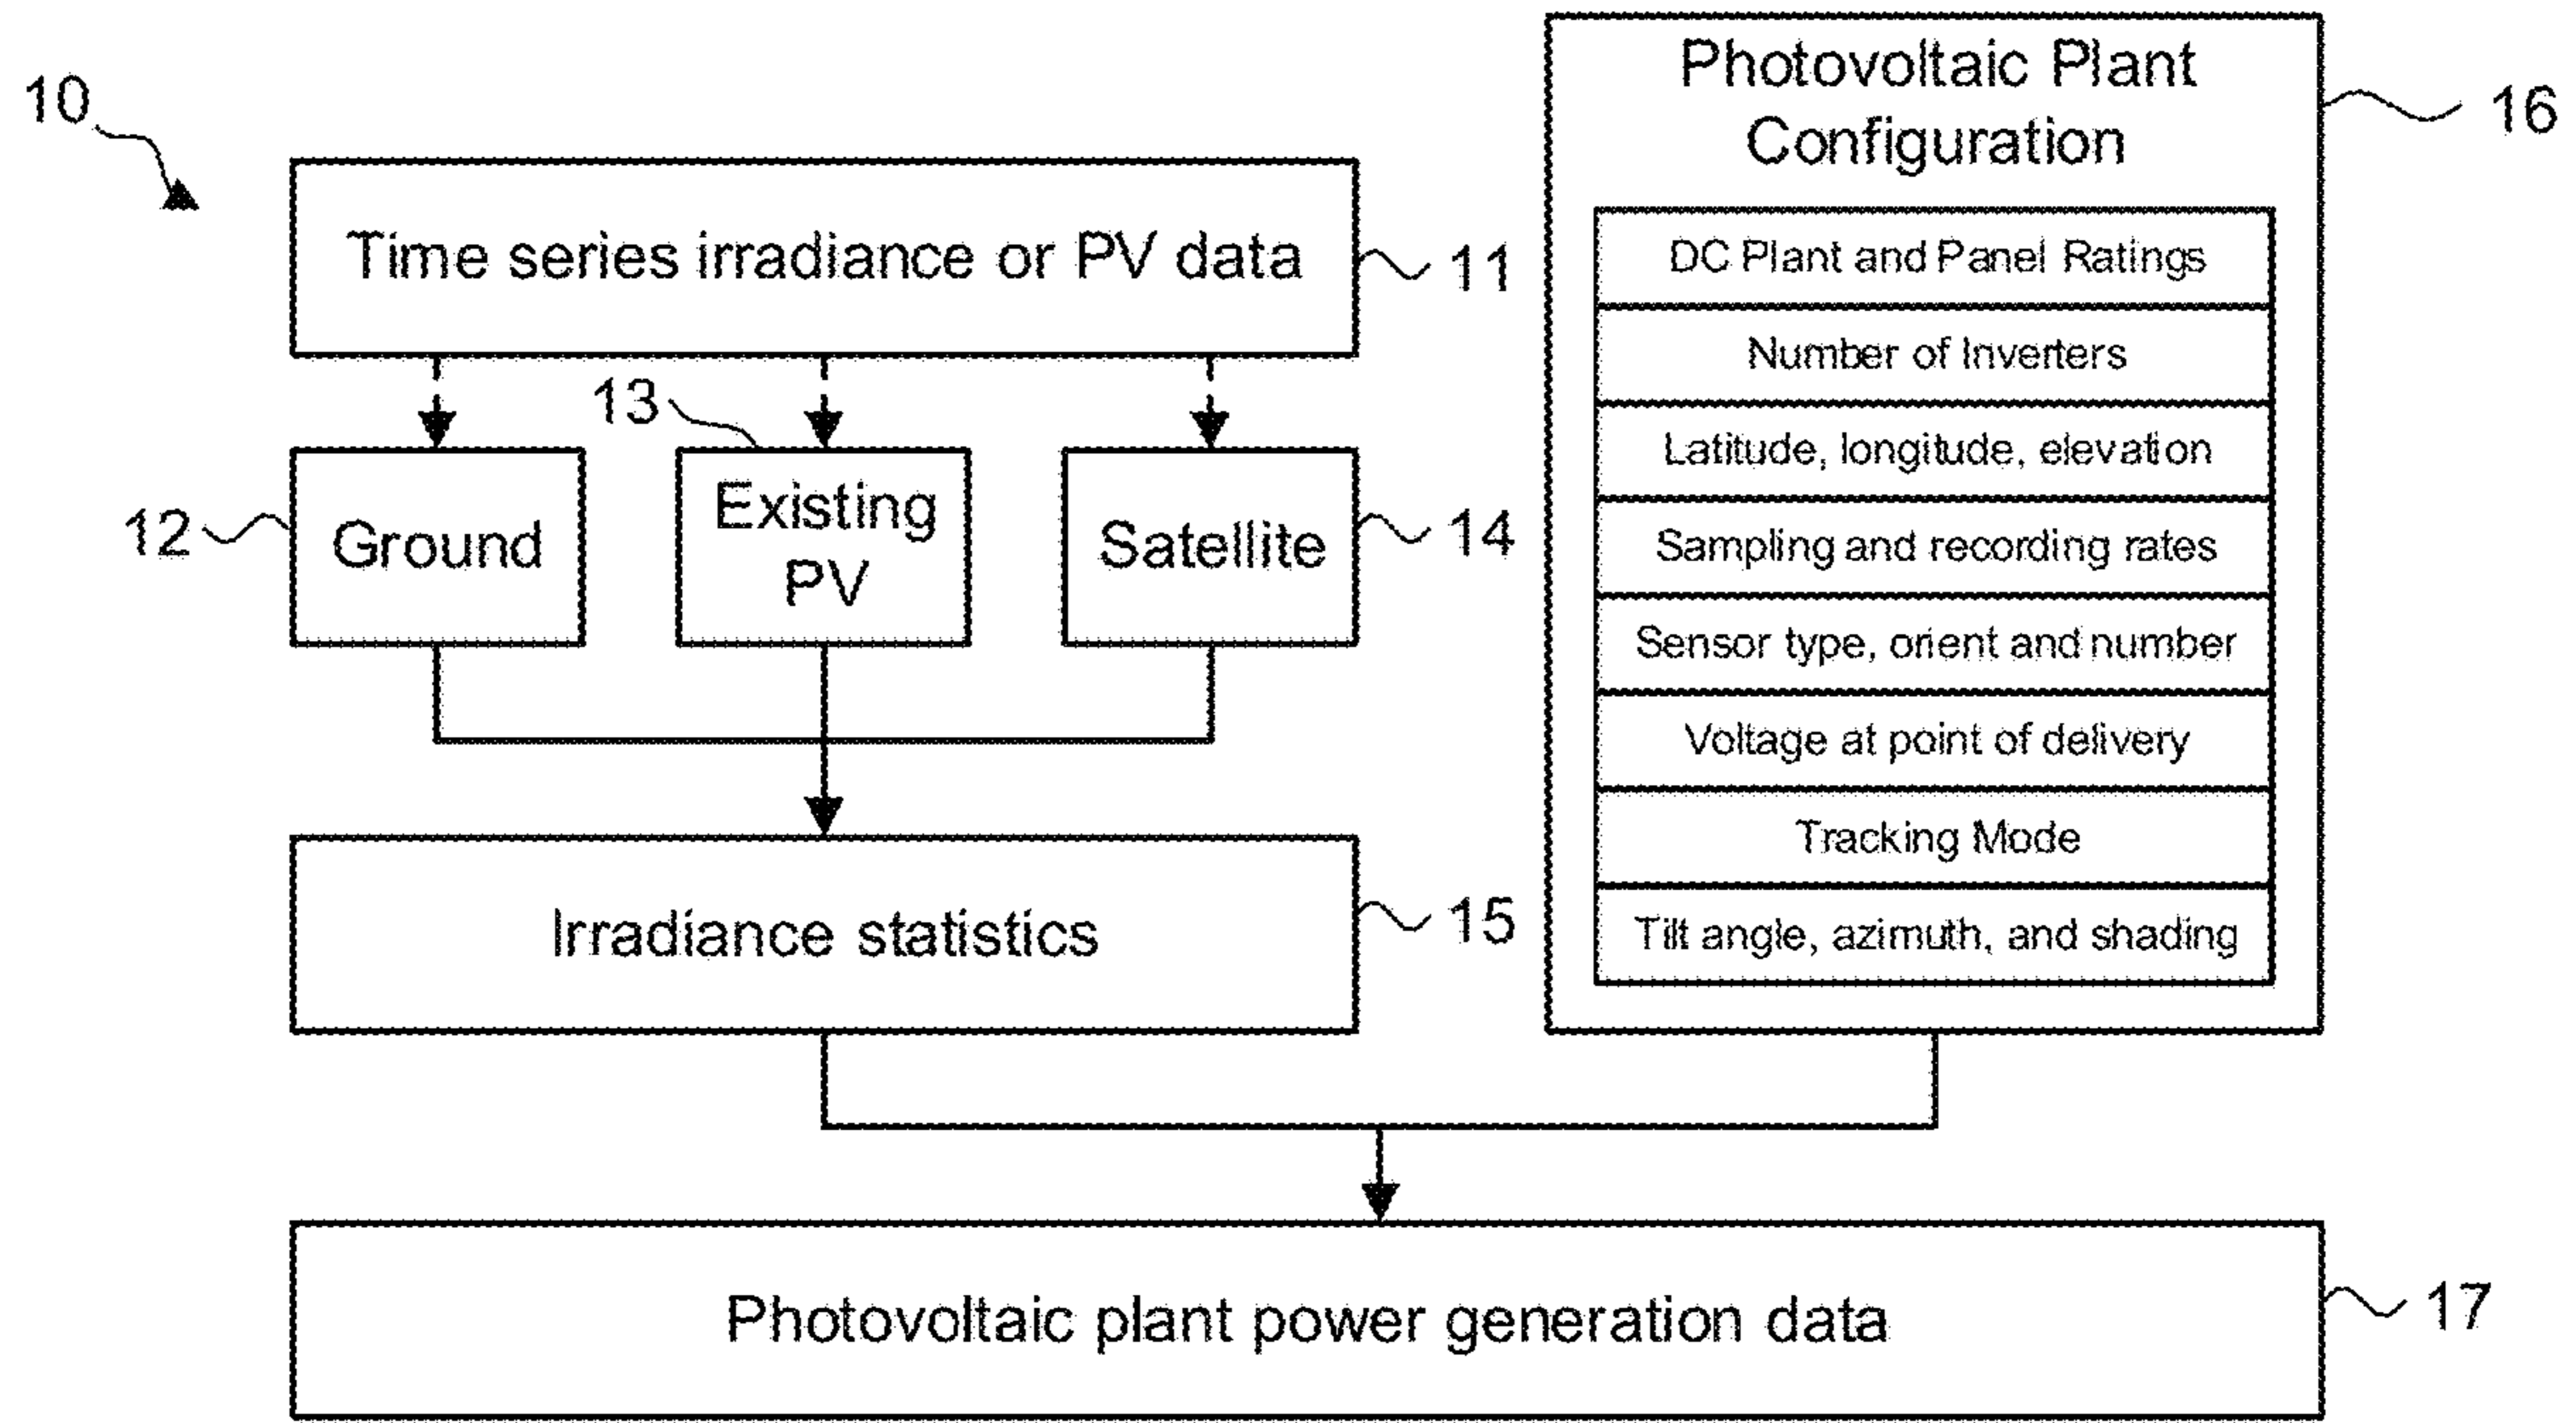 10
Time series irradiance or PV data
11
13
12
Ground
Existing
PV
Satellite
14
Irradiance statistics
15
Photovoltaic Plant
Configuration
16
DC Plant and Panel Ratings
Number of Inverters
Latitude, longitude, elevation
Sampling and recording rates
Sensor type, orient and number
Voltage at point of delivery
Tracking Mode
Tilt angle, azimuth, and shading
Photovoltaic plant power generation data
17